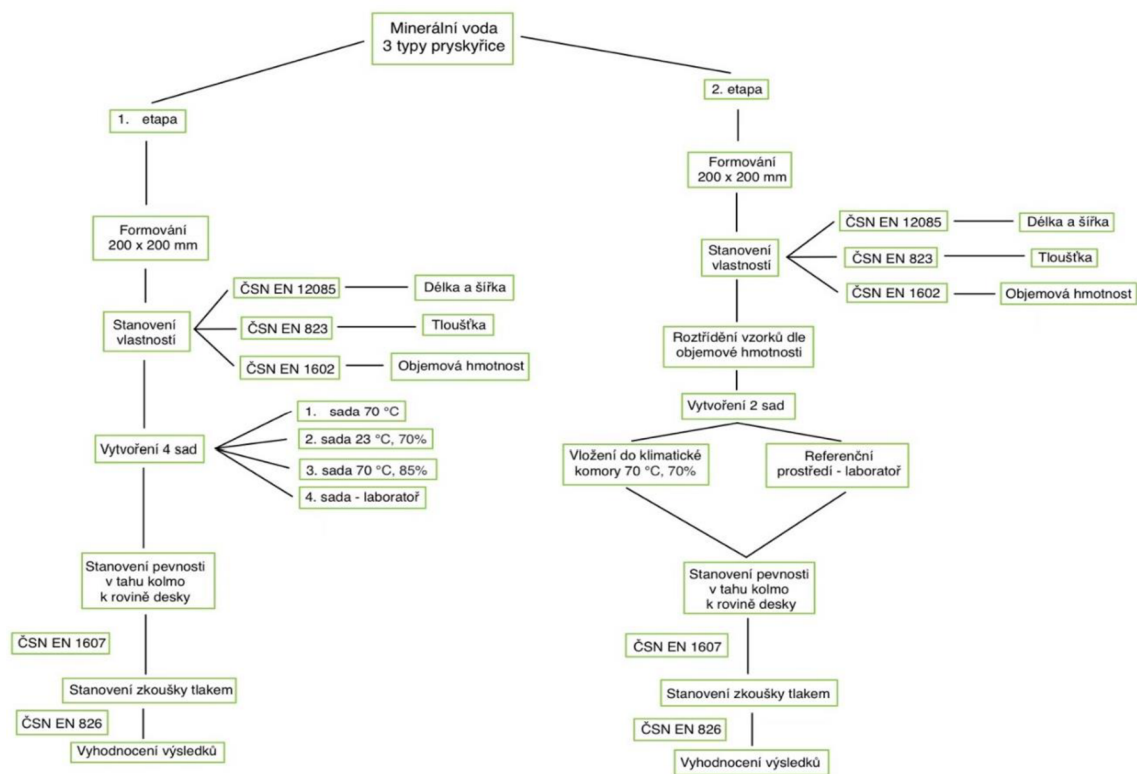 Minerální voda
3 typy pryskyřice
1. etapa
Formování
200 x 200 mm
Stanovení
vlastností
ČSN EN 12085
Délka a šířka
ČSN EN 823
Tloušťka
ČSN EN 1602
Objemová hmotnost
Vytvoření 4 sad
1. sada 70 °C
2. sada 23 °C, 70%
3. sada 70 °C, 85%
4. sada - laboratoř
Stanovení pevnosti
v tahu kolmo
k rovině desky
ČSN EN 1607
Stanovení zkoušky tlakem
ČSN EN 826
Vyhodnocení výsledků
2. etapa
Formování
200 x 200 mm
Stanovení
vlastností
ČSN EN 12085
Délka a šířka
ČSN EN 823
Tloušťka
ČSN EN 1602
Objemová hmotnost
Roztřídění vzorků dle
objemové hmotnosti
Vytvoření 2 sad
Vložení do klimatické
komory 70 °C, 70%
Referenční
prostředí - laboratoř
Stanovení pevnosti
v tahu kolmo
k rovině desky
ČSN EN 1607
Stanovení zkoušky tlakem
ČSN EN 826
Vyhodnocení výsledků